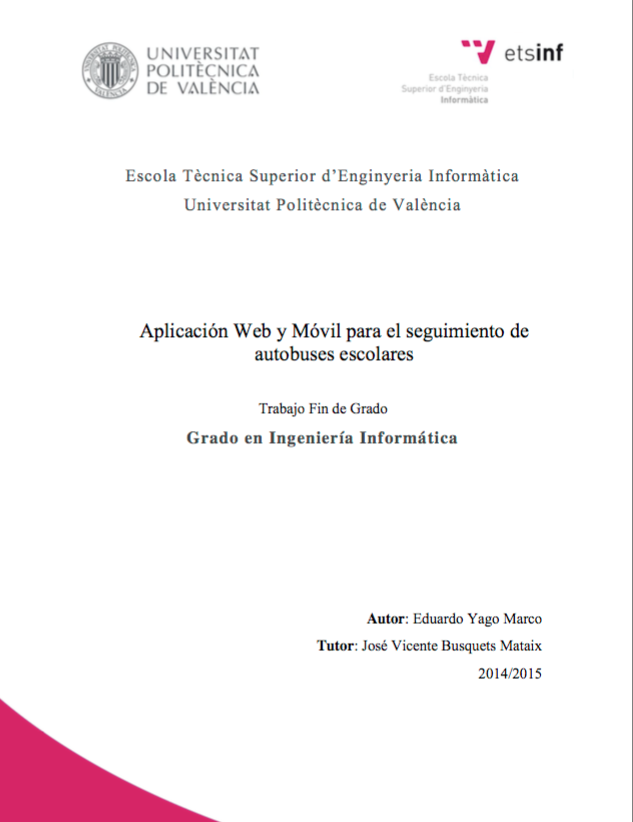 UNIVERSITAT
POLITÈCNICA
DE VALÈNCIA
etsinf
Escola Tècnica
Superior d'Enginyeria
Informàtica
Escola Tècnica Superior d'Enginyeria Informàtica
Universitat Politècnica de València
Aplicación Web y Móvil para el seguimiento de
autobuses escolares
Trabajo Fin de Grado
Grado en Ingeniería Informática
Autor: Eduardo Yago Marco
Tutor: José Vicente Busquets Mataix
2014/2015